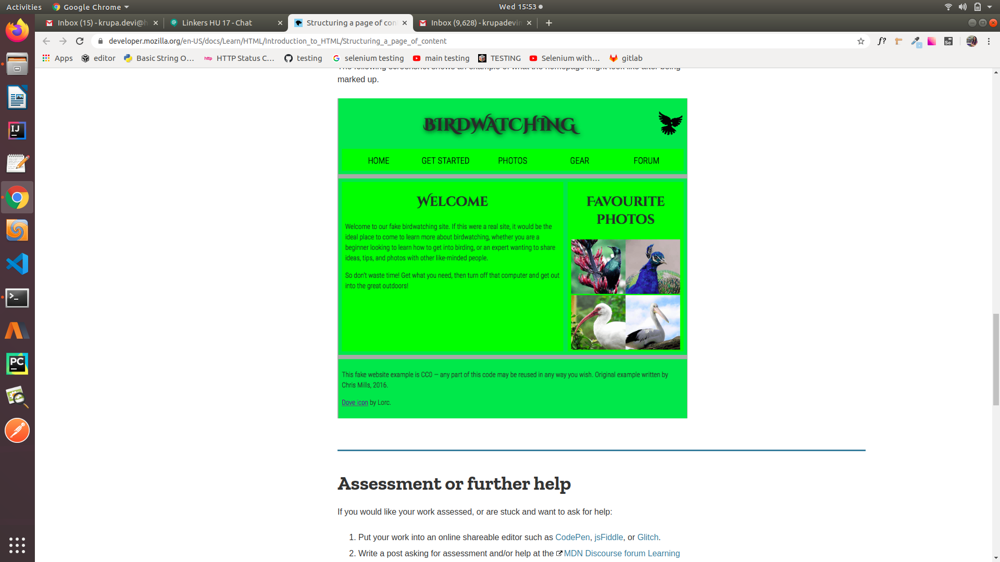 Activities Google Chrome Wed 15:53
Inbox (15) - krupa.devi@h Linkers HU 17 - Chat Structuring a page of con Inbox (9,628) - krupadevin
developer.mozilla.org/en-US/docs/Learn/HTML/Introduction_to_HTML/Structuring_a_page_of_content f? Se
Apps editor Basic String O... http HTTP Status C... testing selenium testing main testing TESTING Selenium with... gitlab
The following screenshot shows an example of what the homepage might look like after being
marked up.
BIRDWATCHING
HOME GET STARTED PHOTOS GEAR FORUM
WELCOME
FAVOURITE
PHOTOS
Welcome to our fake birdwatching site. If this were a real site, it would be the
ideal place to come to learn more about birdwatching, whether you are a
beginner looking to learn how to get into birding, or an expert wanting to share
ideas, tips, and photos with other like-minded people.
So don't waste time! Get what you need, then turn off that computer and get out
into the great outdoors!
This fake website example is CC0 — any part of this code may be reused in any way you wish. Original example written by
Chris Mills, 2016.
Dove icon by Lorc.
Assessment or further help
If you would like your work assessed, or are stuck and want to ask for help:
1. Put your work into an online shareable editor such as CodePen, jsFiddle, or Glitch.
2. Write a post asking for assessment and/or help at the MDN Discourse forum Learning
IJ
PC